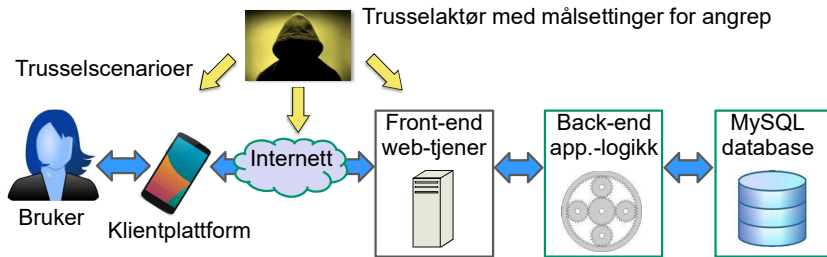 Trusselaktør med målsettinger for angrep
Trusselscenarioer
Bruker
Klientplattform
Internett
Front-end
web-tjener
Back-end
app.-logikk
MySQL
database